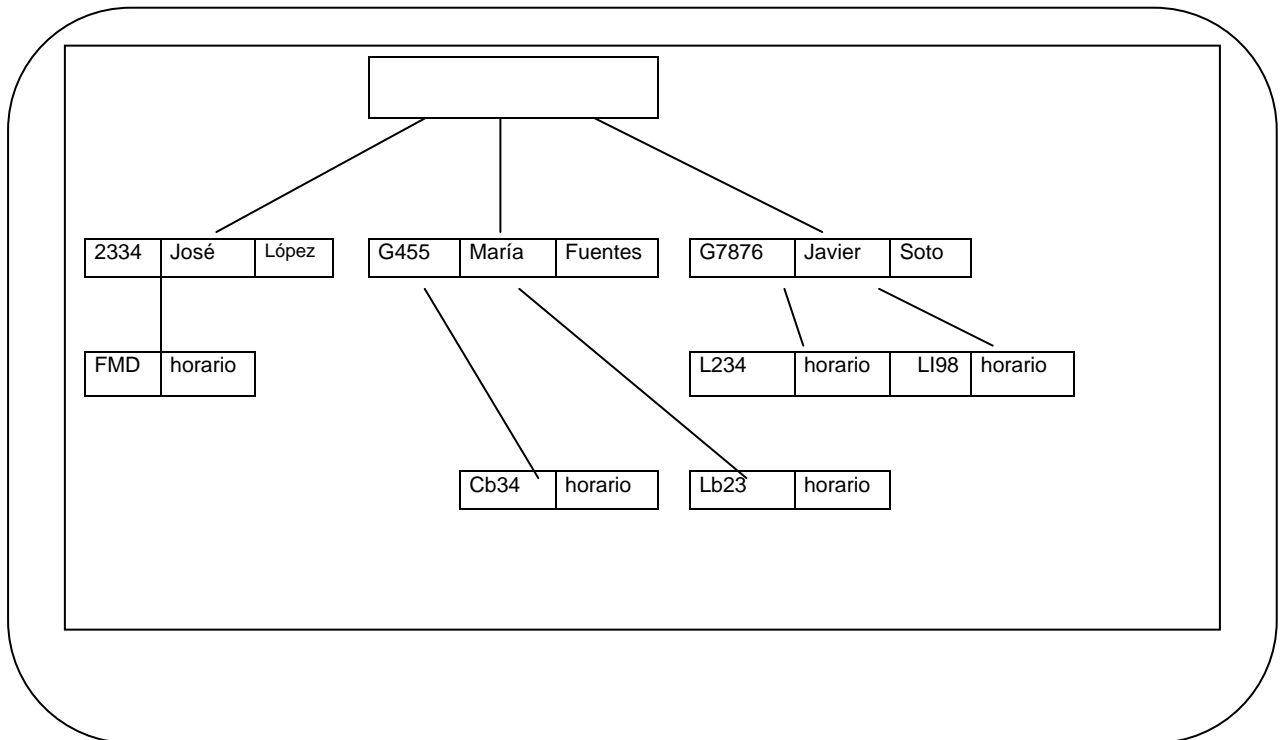 2334 José López G455 María Fuentes G7876 Javier Soto
FMD horario L234 horario LI98 horario
Cb34 horario Lb23 horario